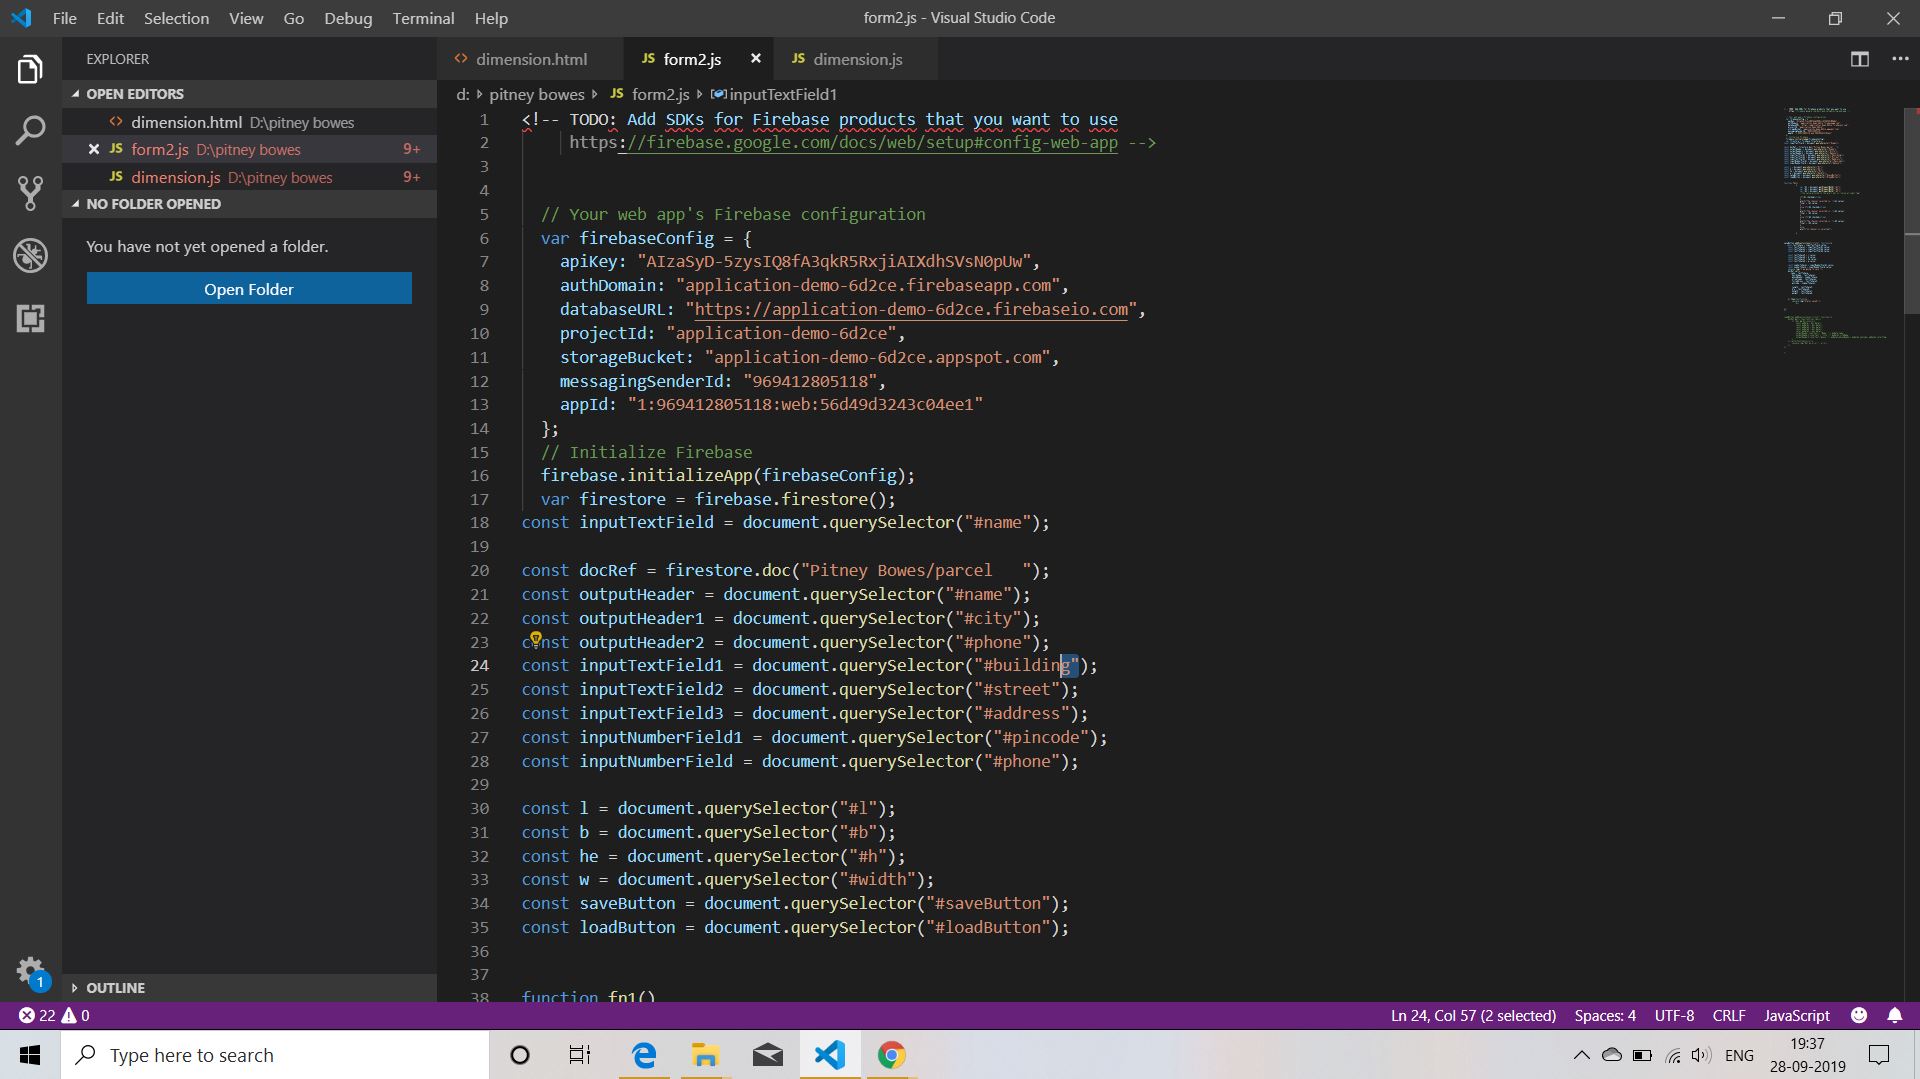 File Edit Selection View Go Debug Terminal Help
form2.js - Visual Studio Code
EXPLORER
OPEN EDITORS
dimension.html D:\pitney bowes
form2.js D:\pitney bowes 9+
JS dimension.js D:\pitney bowes 9+
NO FOLDER OPENED
You have not yet opened a folder.
Open Folder
OUTLINE
dimension.html
JS form2.js
JS dimension.js
d: pitney bowes JS form2.js inputTextField1
1 <!-- TODO: Add SDKs for Firebase products that you want to use
2 https://firebase.google.com/docs/web/setup#config-web-app -->
3
4
5 // Your web app's Firebase configuration
6 var firebaseConfig = {
7 apiKey: "AIzaSyD-5zysIQ8fA3qkR5RxjiAIXdhSVsN0pUw",
8 authDomain: "application-demo-6d2ce.firebaseapp.com",
9 databaseURL: "https://application-demo-6d2ce.firebaseio.com",
10 projectId: "application-demo-6d2ce",
11 storageBucket: "application-demo-6d2ce.appspot.com",
12 messagingSenderId: "969412805118",
13 appId: "1:969412805118:web:56d49d3243c04ee1"
14 };
15 // Initialize Firebase
16 firebase.initializeApp(firebaseConfig);
17 var firestore = firebase.firestore();
18 const inputTextField = document.querySelector("#name");
19
20 const docRef = firestore.doc("Pitney Bowes/parcel   ");
21 const outputHeader = document.querySelector("#name");
22 const outputHeader1 = document.querySelector("#city");
23 const outputHeader2 = document.querySelector("#phone");
24 const inputTextField1 = document.querySelector("#building");
25 const inputTextField2 = document.querySelector("#street");
26 const inputTextField3 = document.querySelector("#address");
27 const inputNumberField1 = document.querySelector("#pincode");
28 const inputNumberField = document.querySelector("#phone");
29
30 const l = document.querySelector("#l");
31 const b = document.querySelector("#b");
32 const he = document.querySelector("#h");
33 const w = document.querySelector("#width");
34 const saveButton = document.querySelector("#saveButton");
35 const loadButton = document.querySelector("#loadButton");
36
37
38 function fn1()
22 0
Ln 24, Col 57 (2 selected) Spaces: 4 UTF-8 CRLF JavaScript
1
Type here to search
ENG
19:37
28-09-2019